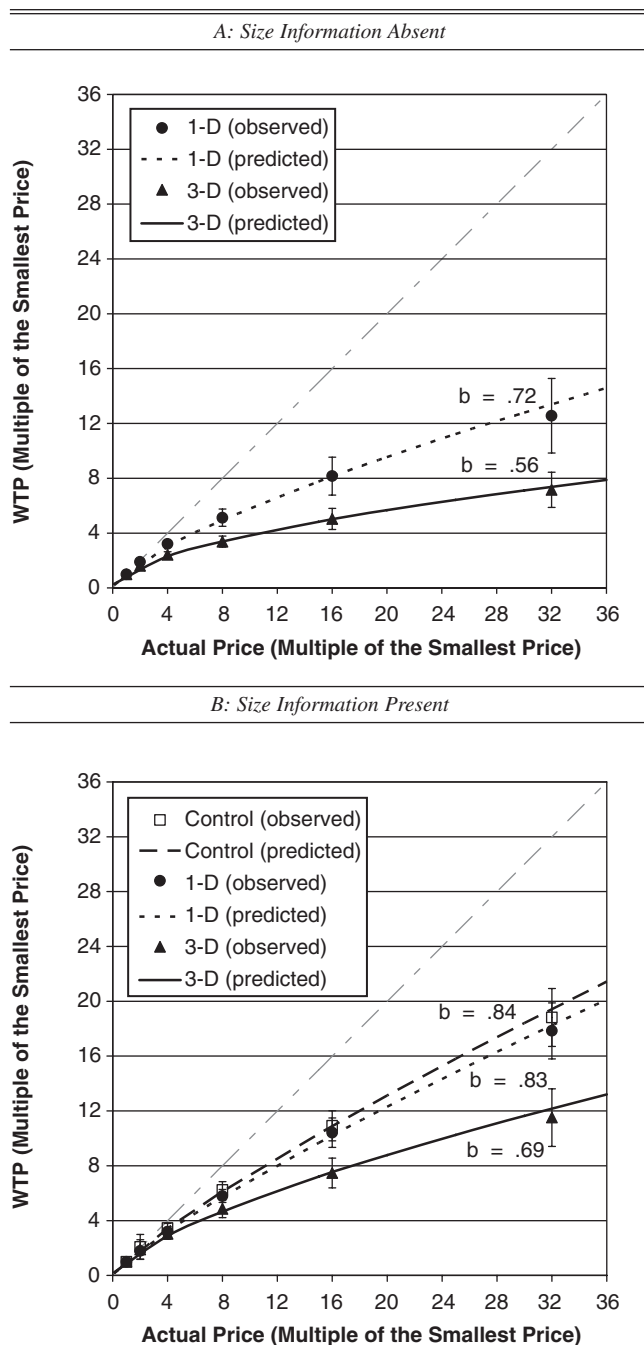 A: Size Information Absent
WTP (Multiple of the Smallest Price)
36
32
28
24
20
16
12
8
4
0
1-D (observed)
1-D (predicted)
3-D (observed)
3-D (predicted)
b = .72
b = .56
0 4 8 12 16 20 24 28 32 36
Actual Price (Multiple of the Smallest Price)
B: Size Information Present
WTP (Multiple of the Smallest Price)
36
32
28
24
20
16
12
8
4
0
Control (observed)
Control (predicted)
1-D (observed)
1-D (predicted)
3-D (observed)
3-D (predicted)
b = .84
b = .83
b = .69
0 4 8 12 16 20 24 28 32 36
Actual Price (Multiple of the Smallest Price)